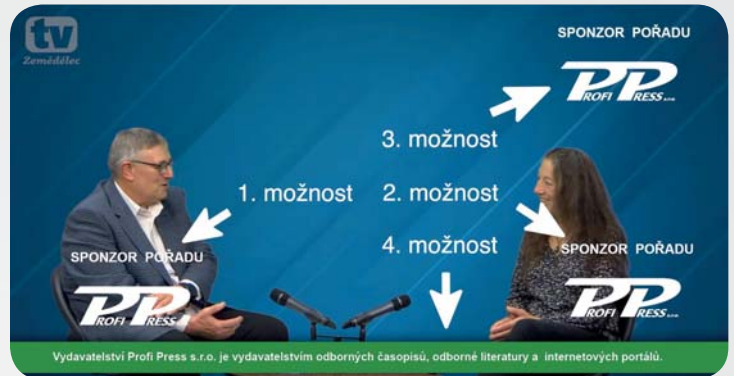 tv
Zemědělec
SPONZOR POŘADU
PROFI PRESS s.r.o.
3. možnost
1. možnost
2. možnost
4. možnost
SPONZOR POŘADU
PROFI PRESS
SPONZOR POŘADU
PROFI PRESS s.r.o.
Vydavatelství Profi Press s.r.o. je vydavatelstvím odborných časopisů, odborné literatury a internetových portálů.